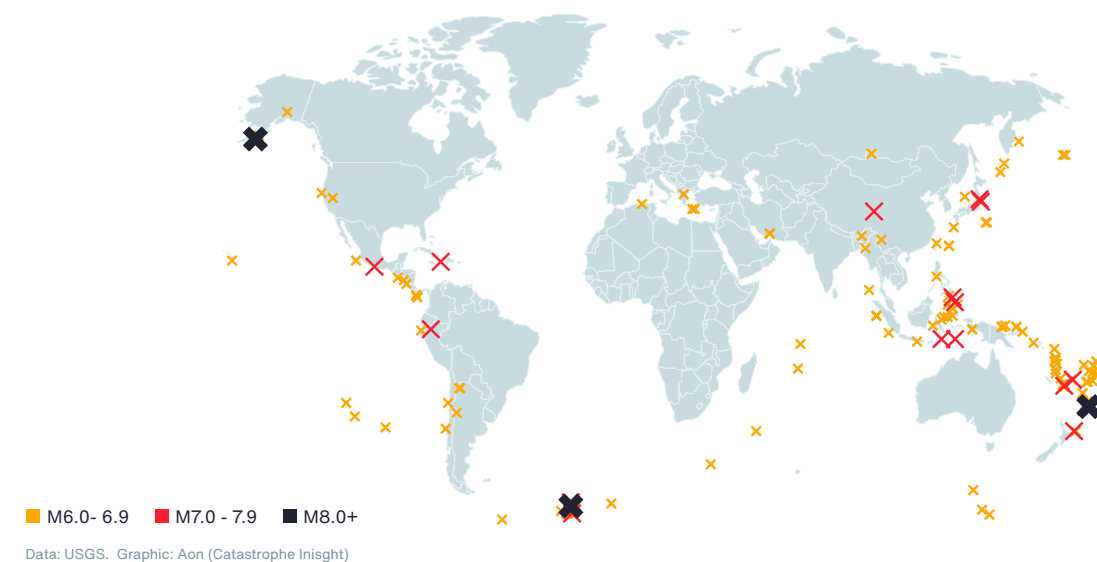 M6.0- 6.9 M7.0 - 7.9 M8.0+
Data: USGS. Graphic: Aon (Catastrophe Inisght)